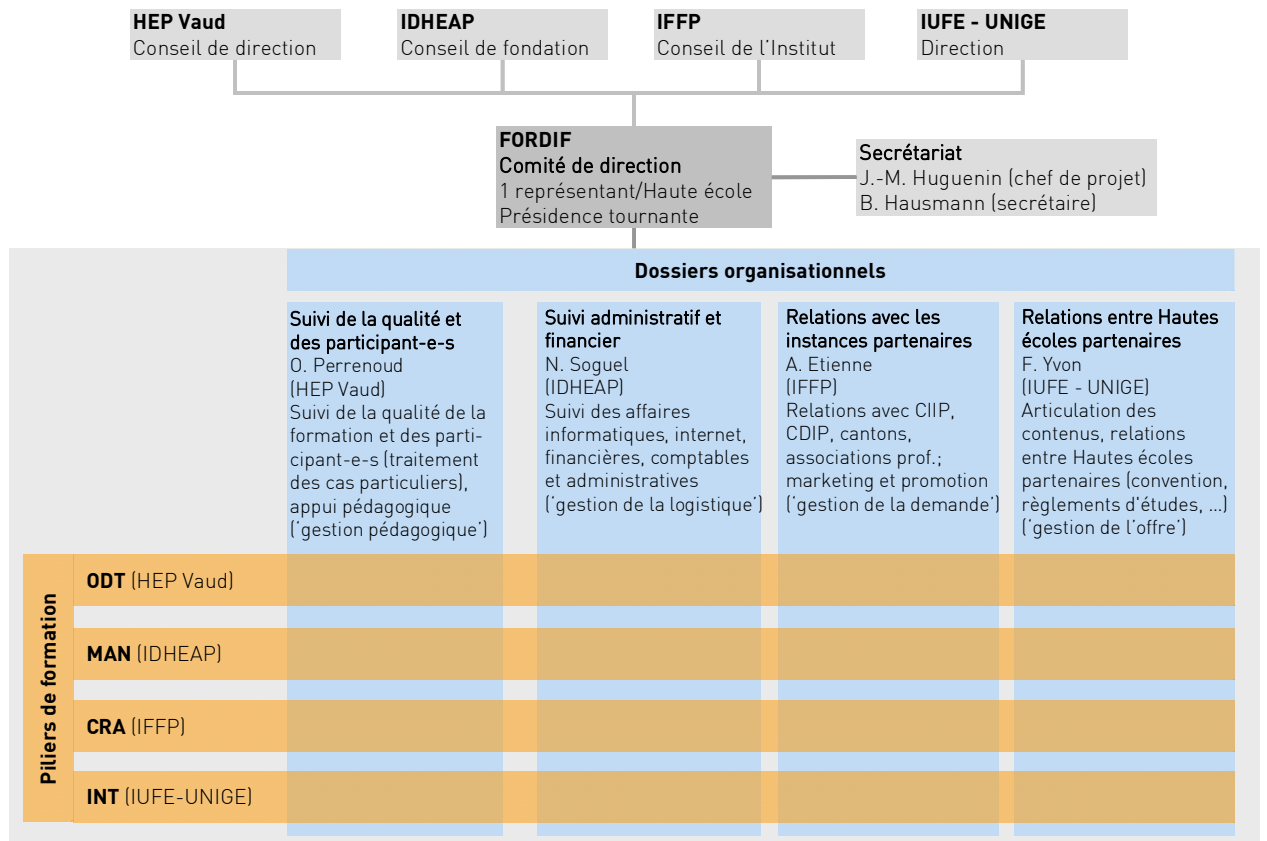 HEP Vaud
Conseil de direction
IDHEAP
Conseil de fondation
IFFP
Conseil de l'Institut
IUFE - UNIGE
Direction
FORDIF
Comité de direction
1 représentant/Haute école
Présidence tournante
Secrétariat
J.-M. Huguenin (chef de projet)
B. Hausmann (secrétaire)
Dossiers organisationnels
Suivi de la qualité et
des participant-e-s
O. Perrenoud
(HEP Vaud)
Suivi de la qualité de la
formation et des parti-
cipant-e-s (traitement
des cas particuliers),
appui pédagogique
('gestion pédagogique')
Suivi administratif et
financier
N. Soguel
(IDHEAP)
Suivi des affaires
informatiques, internet,
financières, comptables
et administratives
('gestion de la logistique')
Relations avec les
instances partenaires
A. Etienne
(IFFP)
Relations avec CIIP,
CDIP, cantons,
associations prof.;
marketing et promotion
('gestion de la demande')
Relations entre Hautes
écoles partenaires
F. Yvon
(IUFE - UNIGE)
Articulation des
contenus, relations
entre Hautes écoles
partenaires (convention,
règlements d'études, ...)
('gestion de l'offre')
Piliers de formation
ODT (HEP Vaud)
MAN (IDHEAP)
CRA (IFFP)
INT (IUFE-UNIGE)